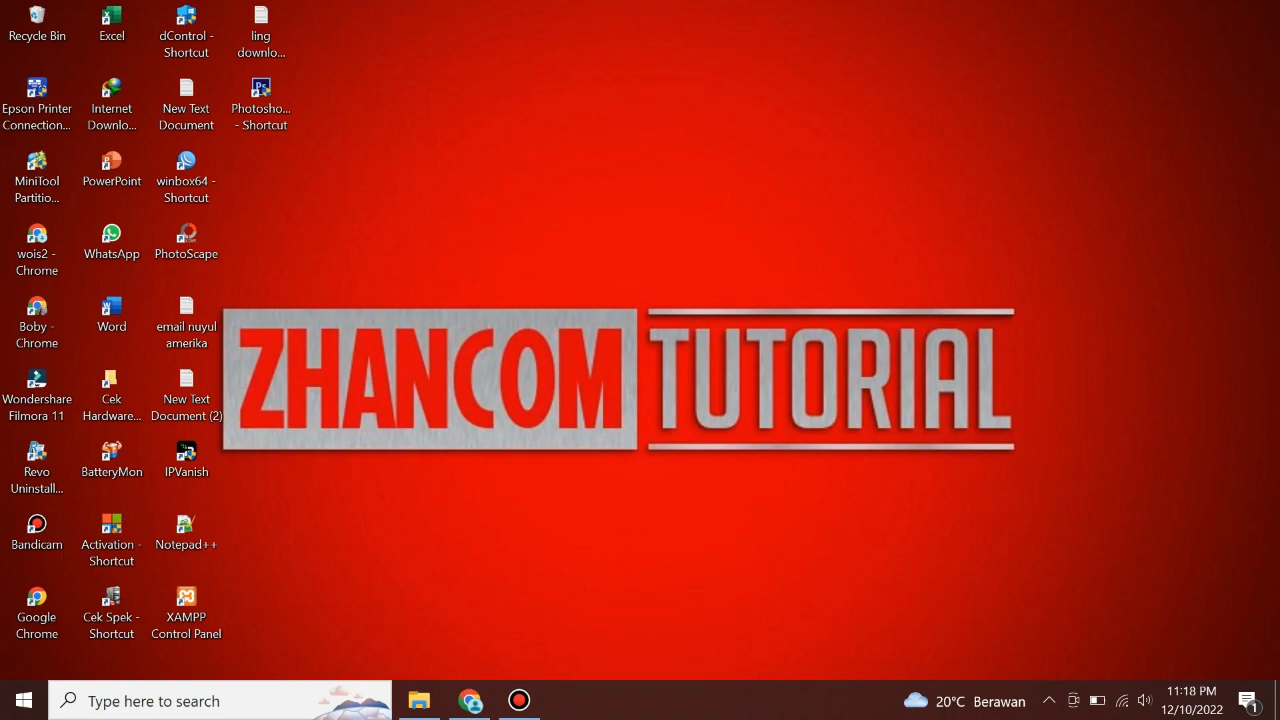 Recycle Bin
Excel
dControl -
Shortcut
ling
downlo...
Epson Printer
Connection...
Internet
Downlo...
New Text
Document
Photosho...
- Shortcut
MiniTool
Partitio...
PowerPoint
winbox64 -
Shortcut
wois2 -
Chrome
WhatsApp
PhotoScape
Boby -
Chrome
Word
email nuyul
amerika
Wondershare
Filmora 11
Cek
Hardware...
New Text
Document (2)
Revo
Uninstall...
BatteryMon
IPVanish
Bandicam
Activation -
Shortcut
Notepad++
Google
Chrome
Cek Spek -
Shortcut
XAMPP
Control Panel
ZHANCOM TUTORIAL
Type here to search
20°C Berawan
11:18 PM
12/10/2022
1